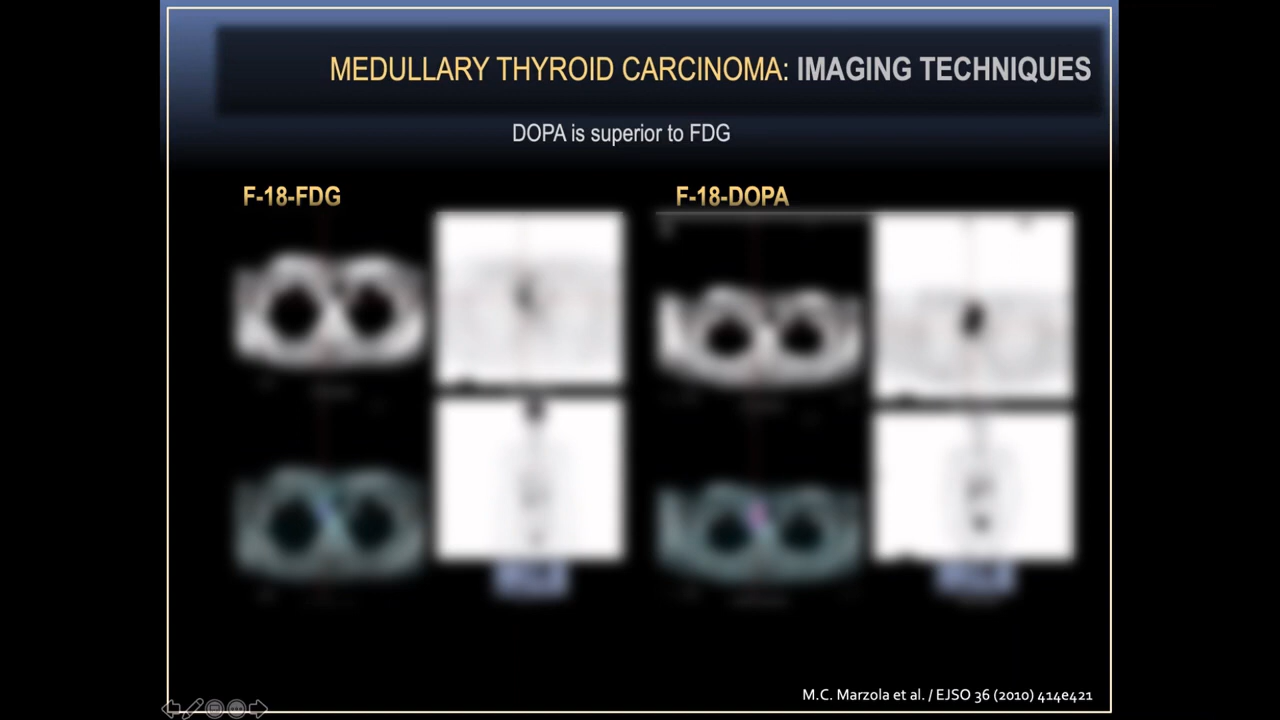 MEDULLARY THYROID CARCINOMA: IMAGING TECHNIQUES
DOPA is superior to FDG
F-18-FDG
F-18-DOPA
M.C. Marzola et al. / EJSO 36 (2010) 414e421